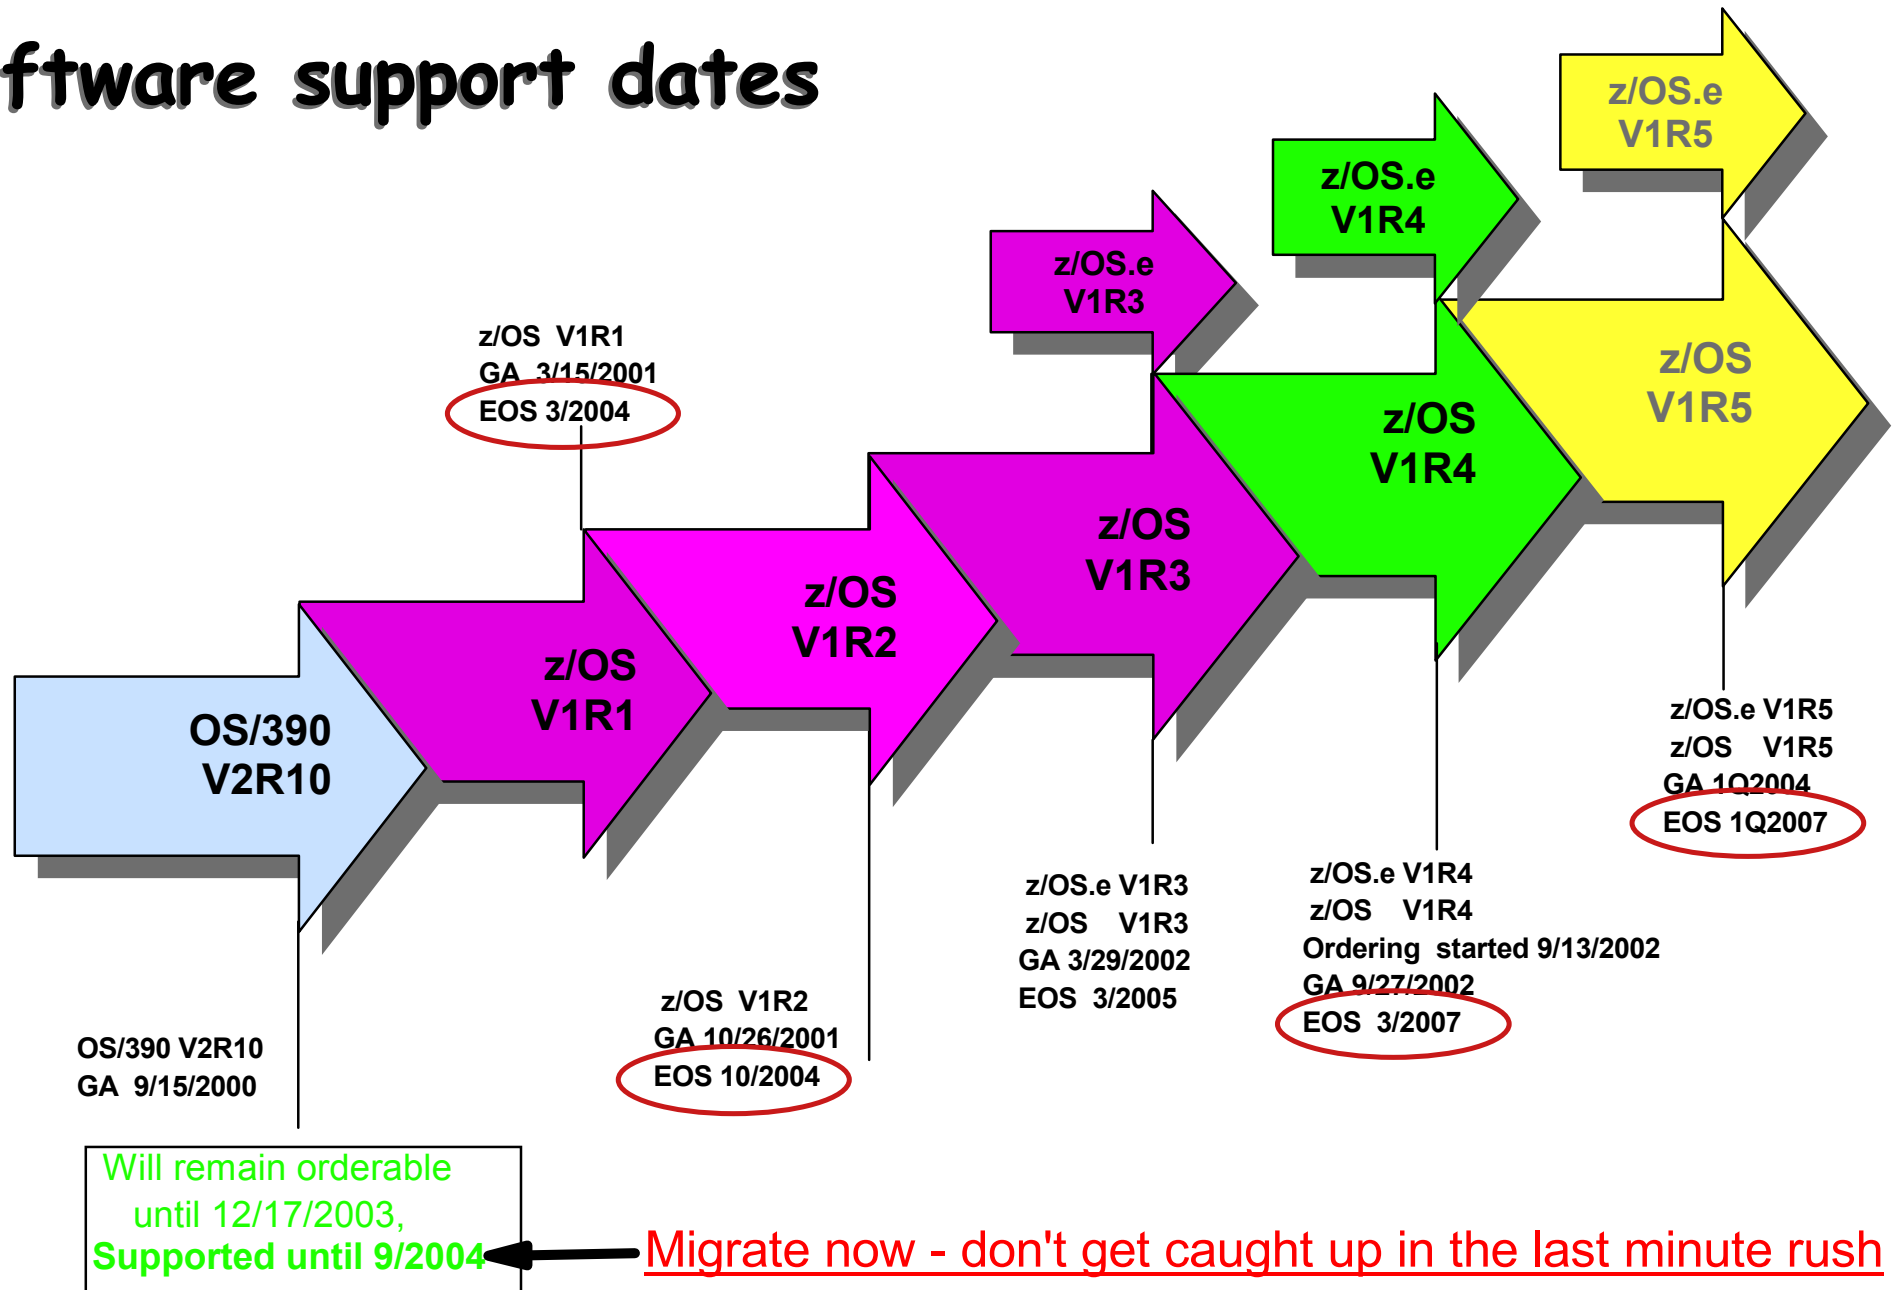 ftware support dates
z/OS.e
V1R5
z/OS.e
V1R4
z/OS.e
V1R3
z/OS V1R1
GA 3/15/2001
EOS 3/2004
z/OS
V1R5
z/OS
V1R4
z/OS
V1R3
z/OS
V1R2
z/OS
V1R1
OS/390
V2R10
z/OS.e V1R5
z/OS V1R5
GA 1Q2004
EOS 1Q2007
z/OS.e V1R4
z/OS V1R4
Ordering started 9/13/2002
GA 9/27/2002
EOS 3/2007
z/OS.e V1R3
z/OS V1R3
GA 3/29/2002
EOS 3/2005
z/OS V1R2
GA 10/26/2001
EOS 10/2004
OS/390 V2R10
GA 9/15/2000
Will remain orderable
until 12/17/2003,
Supported until 9/2004
Migrate now - don't get caught up in the last minute rush